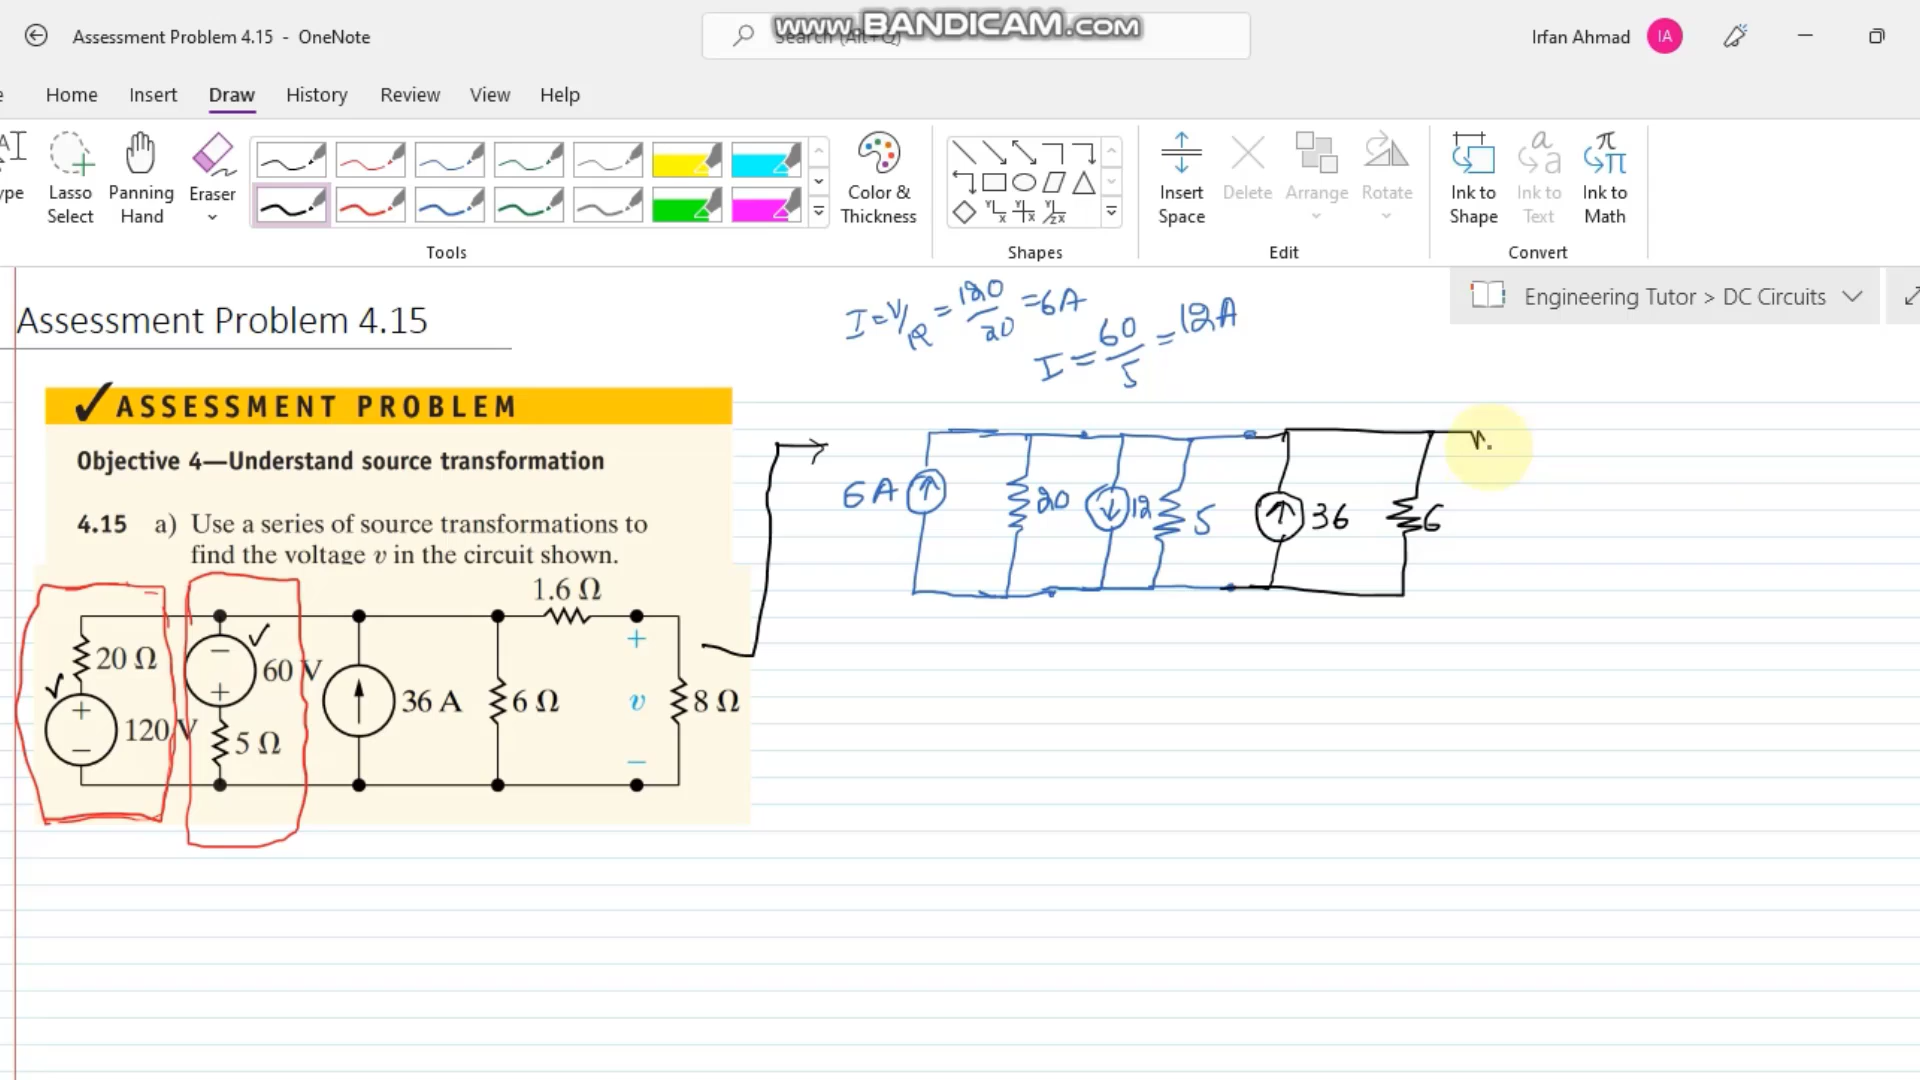 www.BANDICAM.com
Assessment Problem 4.15 - OneNote
Search (Alt+Q)
Irfan Ahmad
IA
Home
Insert
Draw
History
Review
View
Help
Lasso
Select
Panning
Hand
Eraser
Color &
Thickness
Insert
Space
Delete
Arrange
Rotate
Ink to
Shape
Ink to
Text
Ink to
Math
Tools
Shapes
Edit
Convert
Engineering Tutor > DC Circuits
Assessment Problem 4.15
I = V/R = 120/20 = 6A
I = 60/5 = 12A
ASSESSMENT PROBLEM
Objective 4—Understand source transformation
4.15 a) Use a series of source transformations to
find the voltage v in the circuit shown.
1.6 Ω
20 Ω
120 V
60 V
5 Ω
36 A
6 Ω
+
v
−
8 Ω
6A
20
12
5
36
6